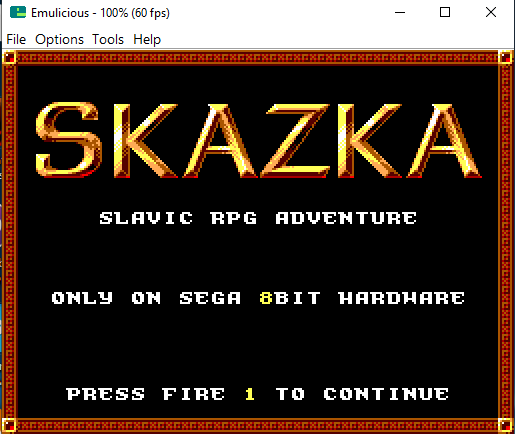 Emulicious - 100% (60 fps)
File Options Tools Help
SKAZKA
SLAVIC RPG ADVENTURE
ONLY ON SEGA 8BIT HARDWARE
PRESS FIRE 1 TO CONTINUE